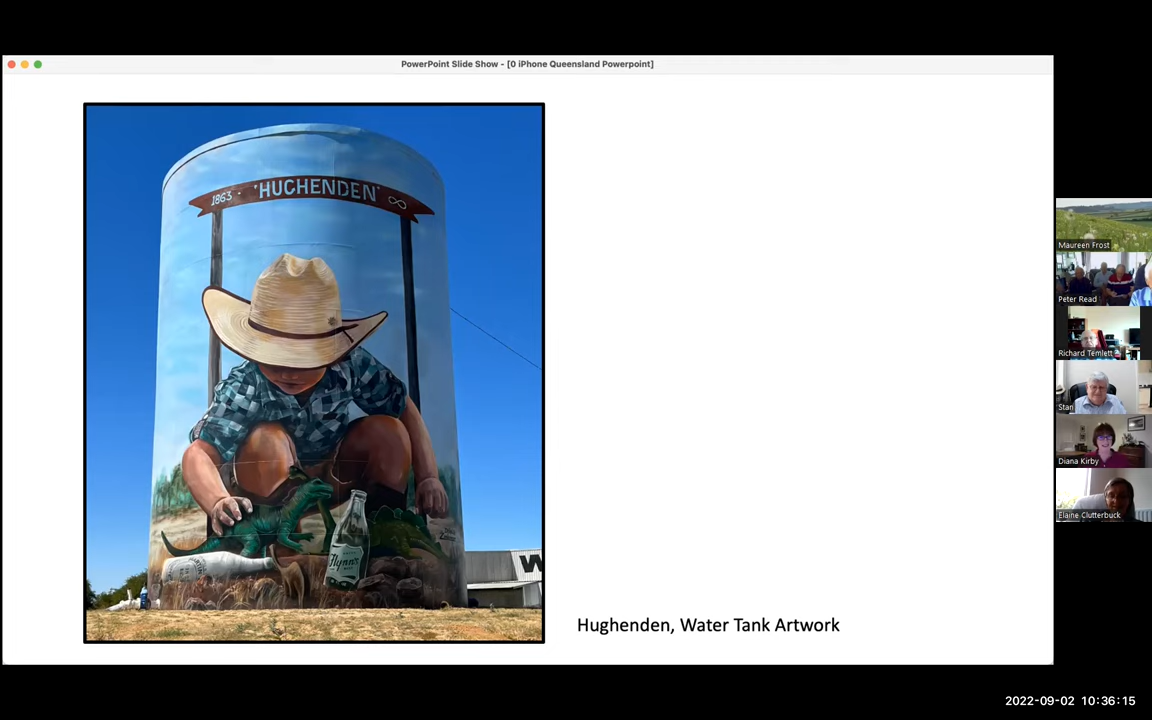 PowerPoint Slide Show - [0 iPhone Queensland Powerpoint]
1863 · 'HUGHENDEN'
Flynn's
W
Hughenden, Water Tank Artwork
Maureen Frost
Peter Read
Richard Temlett
Stan
Diana Kirby
Elaine Clutterbuck
2022-09-02 10:36:15